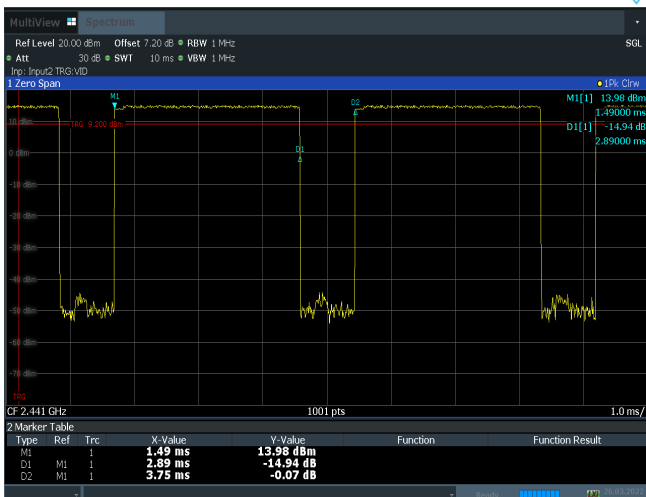 MultiView Spectrum
Ref Level 20.00 dBm Offset 7.20 dB RBW 1 MHz SGL
Att 30 dB SWT 10 ms VBW 1 MHz
Inp: Input2 TRG:VID
1 Zero Span 1Pk Clrw
M1 D2 M1[1] 13.98 dBm
1.49000 ms
10 dBm TRG 9.200 dBm D1[1] -14.94 dB
2.89000 ms
0 dBm D1
-10 dBm
-20 dBm
-30 dBm
-40 dBm
-50 dBm
-60 dBm
-70 dBm
TRG
CF 2.441 GHz 1001 pts 1.0 ms/
2 Marker Table
Type Ref Trc X-Value Y-Value Function Function Result
M1 1 1.49 ms 13.98 dBm
D1 M1 1 2.89 ms -14.94 dB
D2 M1 1 3.75 ms -0.07 dB
Ready 26.03.2022